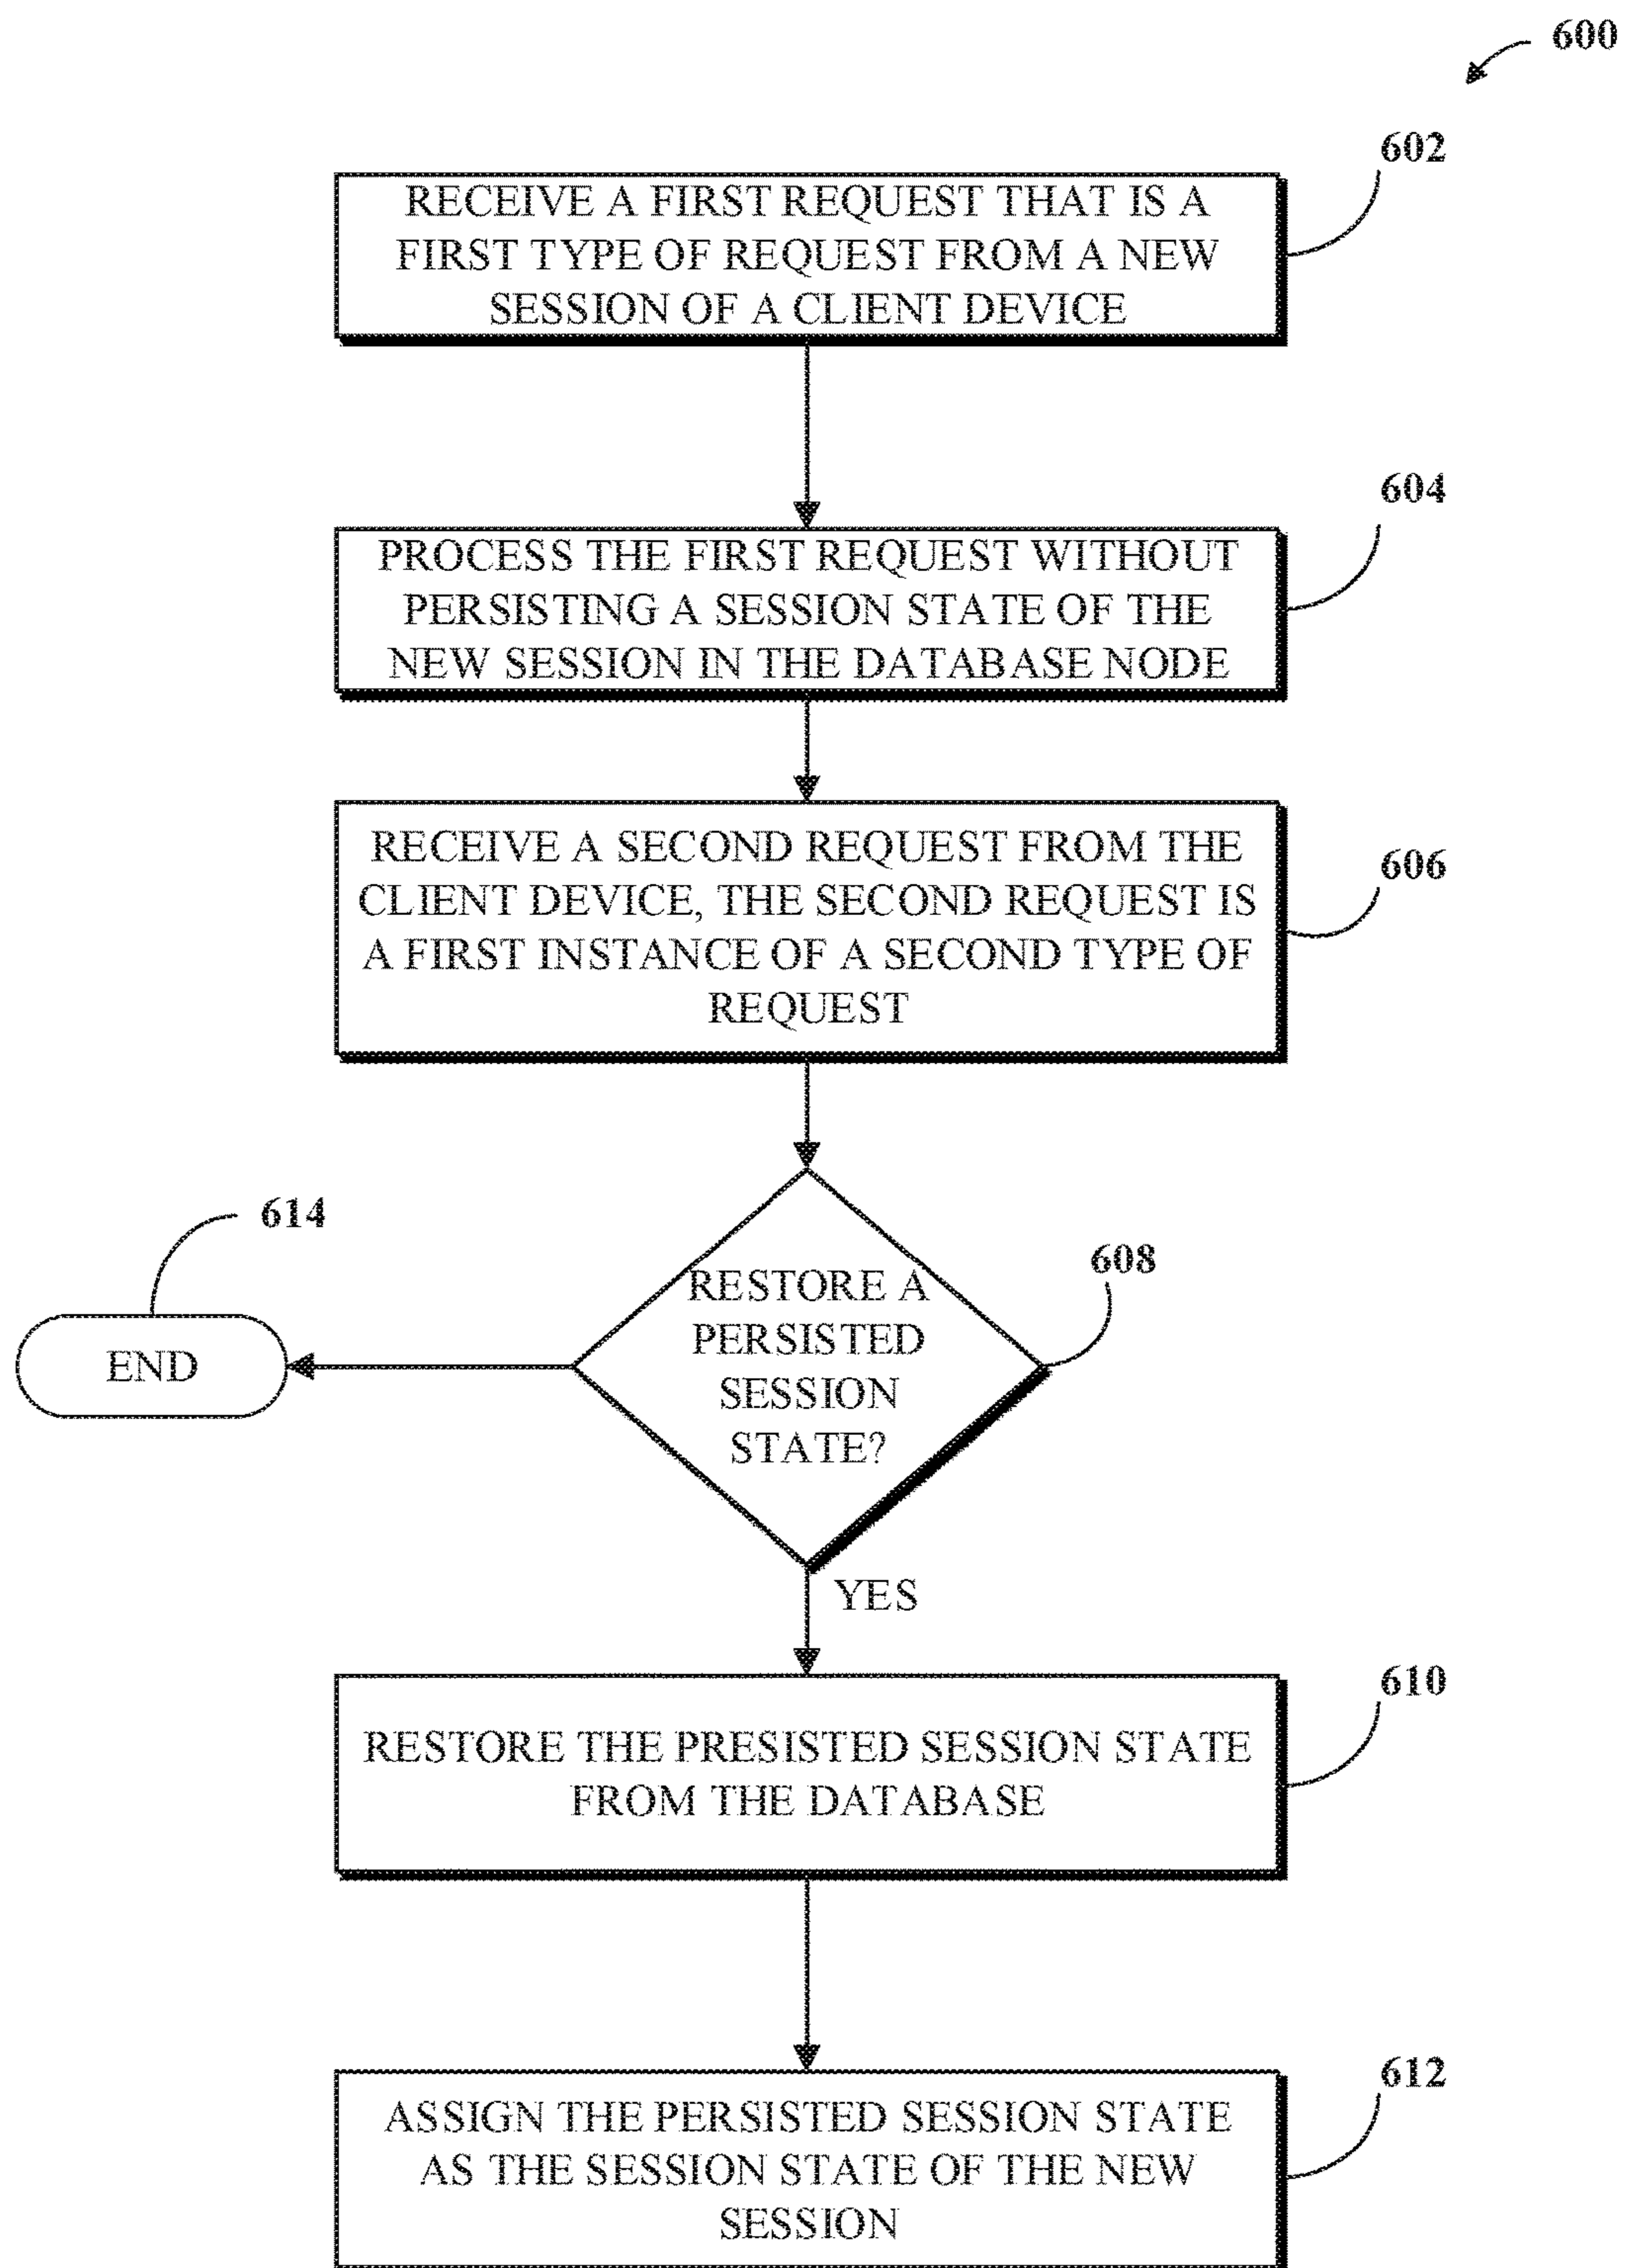 600
602
RECEIVE A FIRST REQUEST THAT IS A
FIRST TYPE OF REQUEST FROM A NEW
SESSION OF A CLIENT DEVICE
604
PROCESS THE FIRST REQUEST WITHOUT
PERSISTING A SESSION STATE OF THE
NEW SESSION IN THE DATABASE NODE
RECEIVE A SECOND REQUEST FROM THE
CLIENT DEVICE, THE SECOND REQUEST IS
A FIRST INSTANCE OF A SECOND TYPE OF
REQUEST
606
614
END
608
RESTORE A
PERSISTED
SESSION
STATE?
YES
610
RESTORE THE PRESISTED SESSION STATE
FROM THE DATABASE
612
ASSIGN THE PERSISTED SESSION STATE
AS THE SESSION STATE OF THE NEW
SESSION